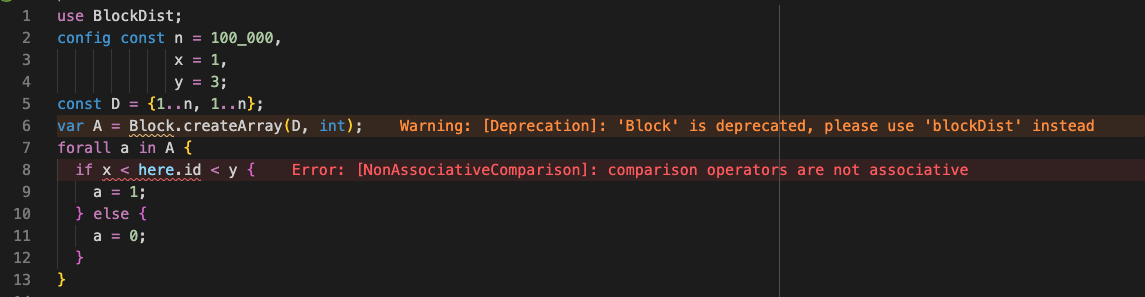 1 use BlockDist;
2 config const n = 100_000,
3 x = 1,
4 y = 3;
5 const D = {1..n, 1..n};
6 var A = Block.createArray(D, int); Warning: [Deprecation]: 'Block' is deprecated, please use 'blockDist' instead
7 forall a in A {
8 if x < here.id < y { Error: [NonAssociativeComparison]: comparison operators are not associative
9 a = 1;
10 } else {
11 a = 0;
12 }
13 }